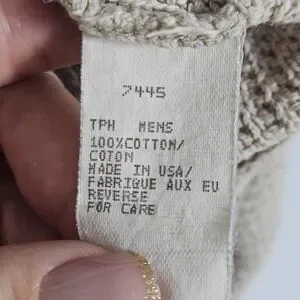 7445
TPH MENS
100%COTTON/
COTON
MADE IN USA/
FABRIQUE AUX EU
REVERSE
FOR CARE